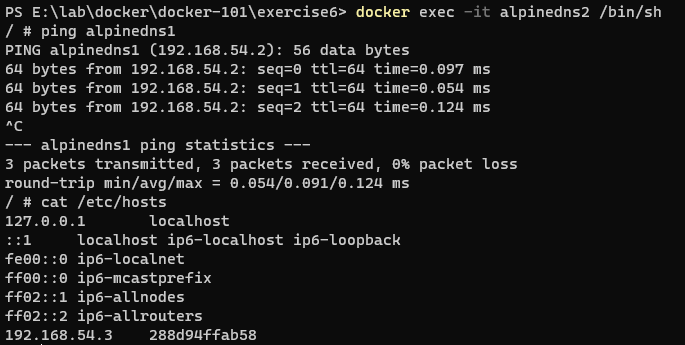 PS E:\lab\docker\docker-101\exercise6> docker exec -it alpinedns2 /bin/sh
/ # ping alpinedns1
PING alpinedns1 (192.168.54.2): 56 data bytes
64 bytes from 192.168.54.2: seq=0 ttl=64 time=0.097 ms
64 bytes from 192.168.54.2: seq=1 ttl=64 time=0.054 ms
64 bytes from 192.168.54.2: seq=2 ttl=64 time=0.124 ms
^C
--- alpinedns1 ping statistics ---
3 packets transmitted, 3 packets received, 0% packet loss
round-trip min/avg/max = 0.054/0.091/0.124 ms
/ # cat /etc/hosts
127.0.0.1       localhost
::1     localhost ip6-localhost ip6-loopback
fe00::0 ip6-localnet
ff00::0 ip6-mcastprefix
ff02::1 ip6-allnodes
ff02::2 ip6-allrouters
192.168.54.3    288d94ffab58